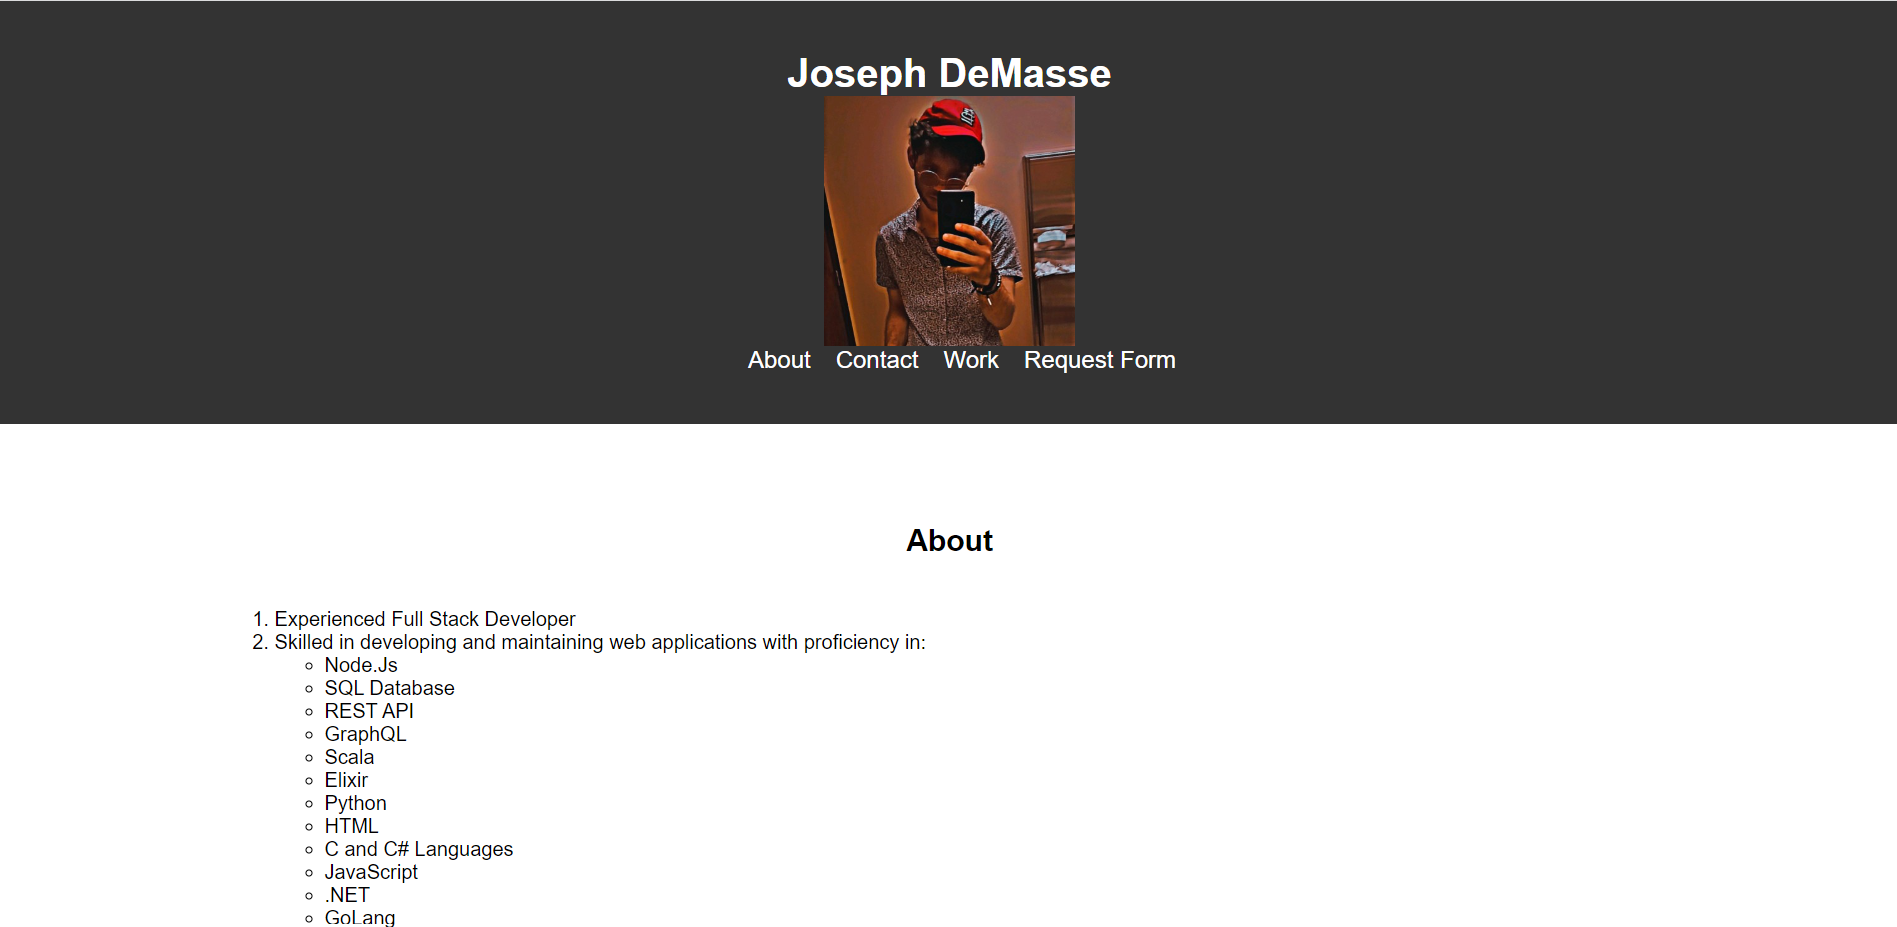 Joseph DeMasse
About Contact Work Request Form
About
1. Experienced Full Stack Developer
2. Skilled in developing and maintaining web applications with proficiency in:
Node.Js
SQL Database
REST API
GraphQL
Scala
Elixir
Python
HTML
C and C# Languages
JavaScript
.NET
GoLang